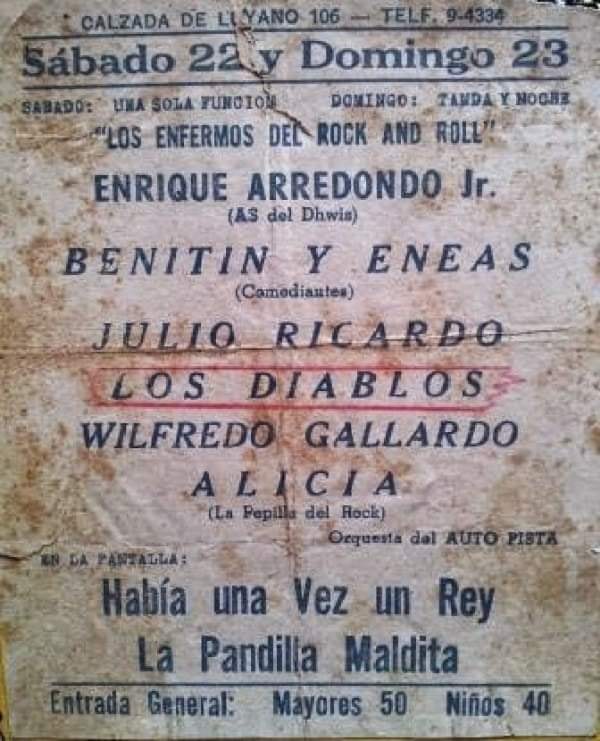 CALZADA DE LUYANO 106 — TELF. 9-4334
Sábado 22 y Domingo 23
SABADO: UNA SOLA FUNCION DOMINGO: TANDA Y NOCHE
"LOS ENFERMOS DEL ROCK AND ROLL"
ENRIQUE ARREDONDO Jr.
(AS del Dhwis)
BENITIN Y ENEAS
(Comediantes)
JULIO RICARDO
LOS DIABLOS
WILFREDO GALLARDO
ALICIA
(La Pepilla del Rock)
Orquesta del AUTO PISTA
EN LA PANTALLA:
Había una Vez un Rey
La Pandilla Maldita
Entrada General: Mayores 50 Niños 40